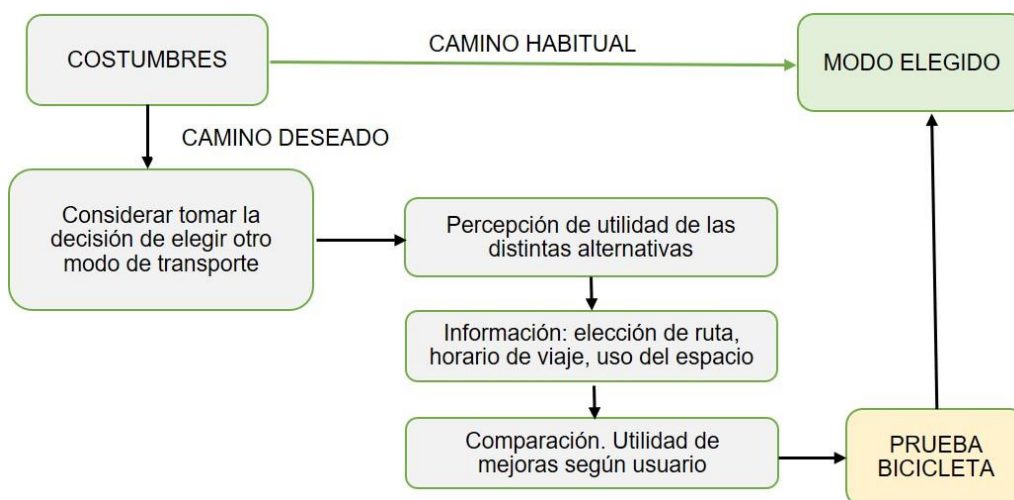 COSTUMBRES
CAMINO HABITUAL
MODO ELEGIDO
CAMINO DESEADO
Considerar tomar la
decisión de elegir otro
modo de transporte
Percepción de utilidad de las
distintas alternativas
Información: elección de ruta,
horario de viaje, uso del espacio
Comparación. Utilidad de
mejoras según usuario
PRUEBA
BICICLETA